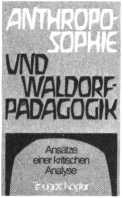 ANTHROPO-
SOPHIE
UND
WALDORF-
PÄDAGOGIK
Ansätze
einer kritischen
Analyse